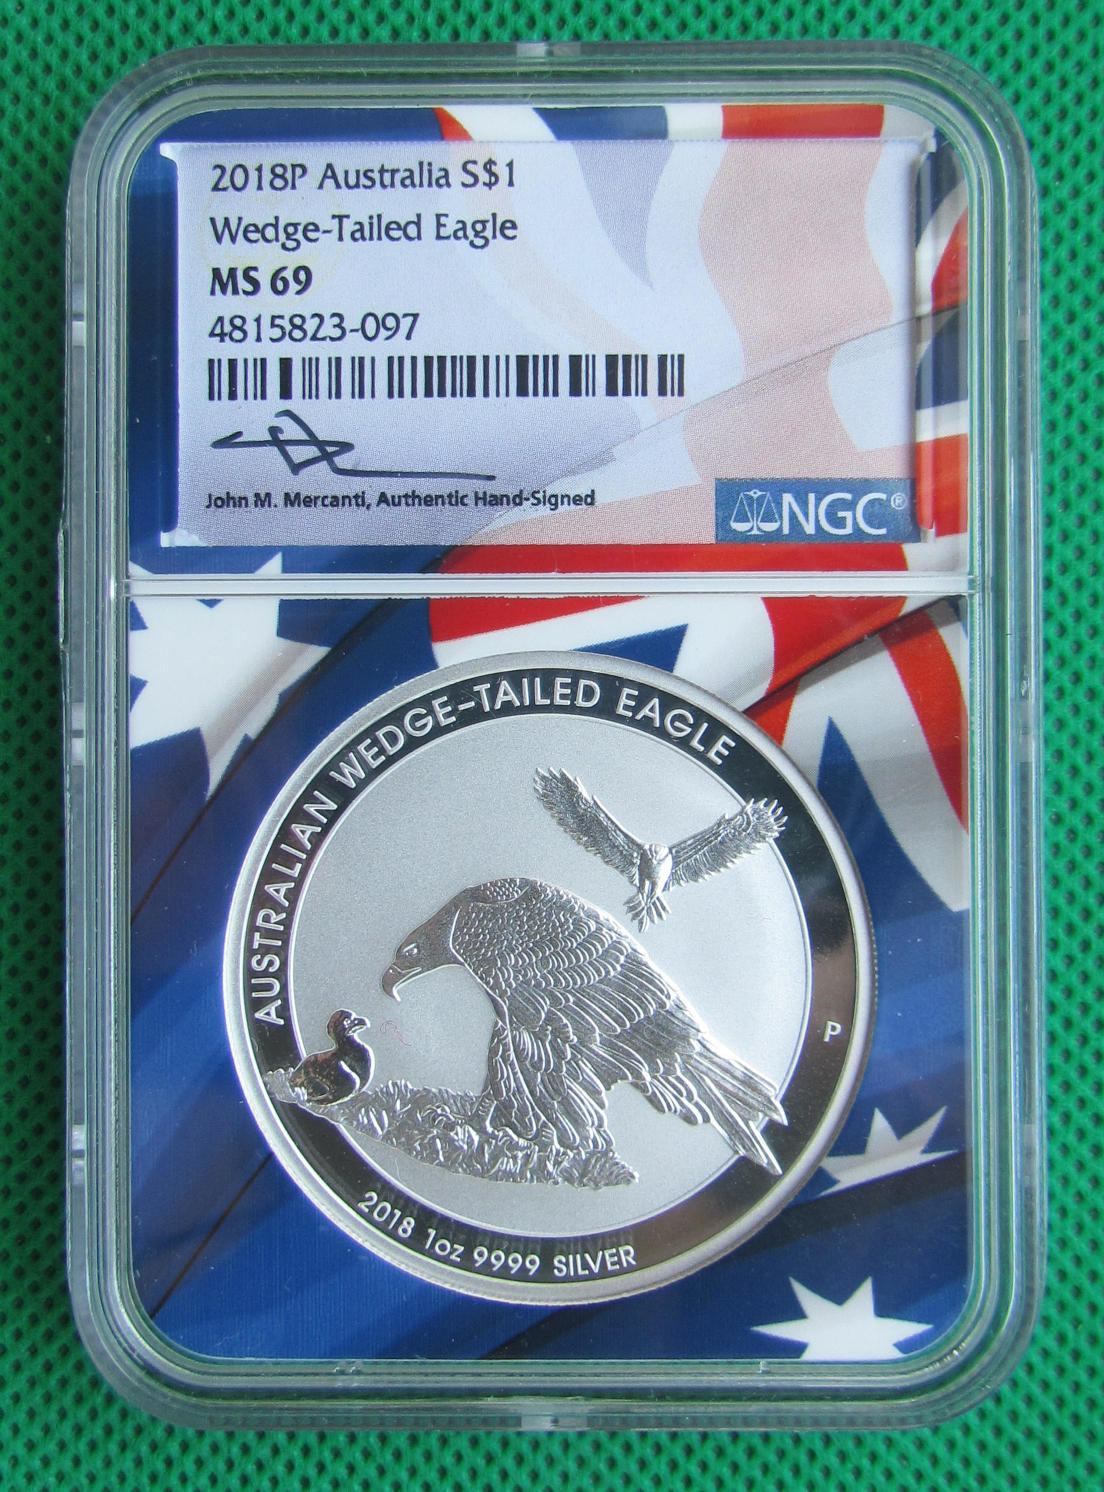 2018P Australia S$1
Wedge-Tailed Eagle
MS 69
4815823-097
John M. Mercanti, Authentic Hand-Signed
NGC®
AUSTRALIAN WEDGE-TAILED EAGLE
P
2018 1oz 9999 SILVER